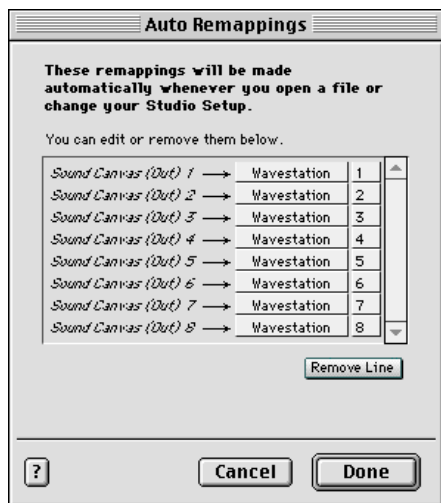 Auto Remappings
These remappings will be made
automatically whenever you open a file or
change your Studio Setup.
You can edit or remove them below.
Sound Canvas (Out) 1 → Wavestation 1
Sound Canvas (Out) 2 → Wavestation 2
Sound Canvas (Out) 3 → Wavestation 3
Sound Canvas (Out) 4 → Wavestation 4
Sound Canvas (Out) 5 → Wavestation 5
Sound Canvas (Out) 6 → Wavestation 6
Sound Canvas (Out) 7 → Wavestation 7
Sound Canvas (Out) 8 → Wavestation 8
Remove Line
? Cancel Done